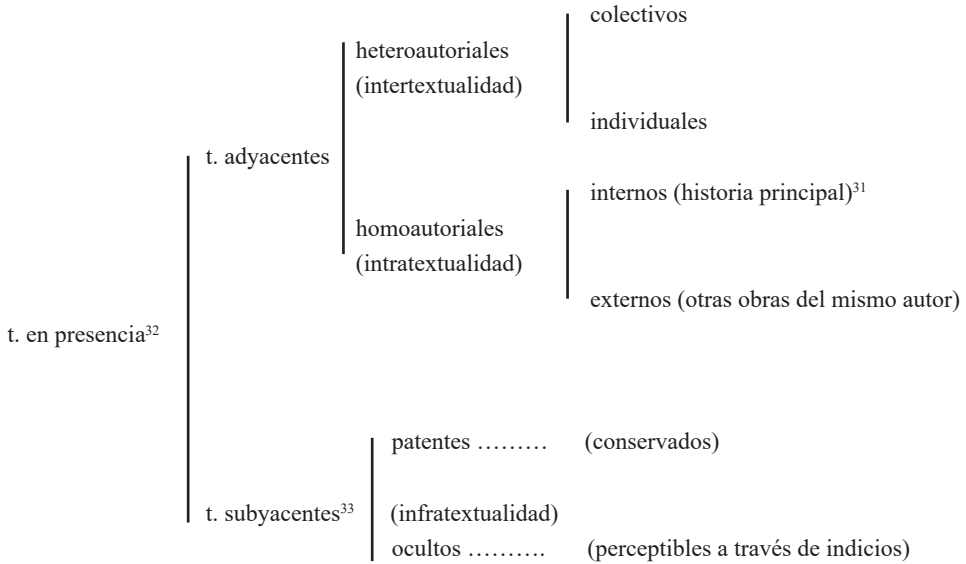 colectivos
heteroautoriales
(intertextualidad)
individuales
t. adyacentes
internos (historia principal)³¹
homoautoriales
(intratextualidad)
externos (otras obras del mismo autor)
t. en presencia³²
patentes ……… (conservados)
t. subyacentes³³ (infratextualidad)
ocultos ………. (perceptibles a través de indicios)